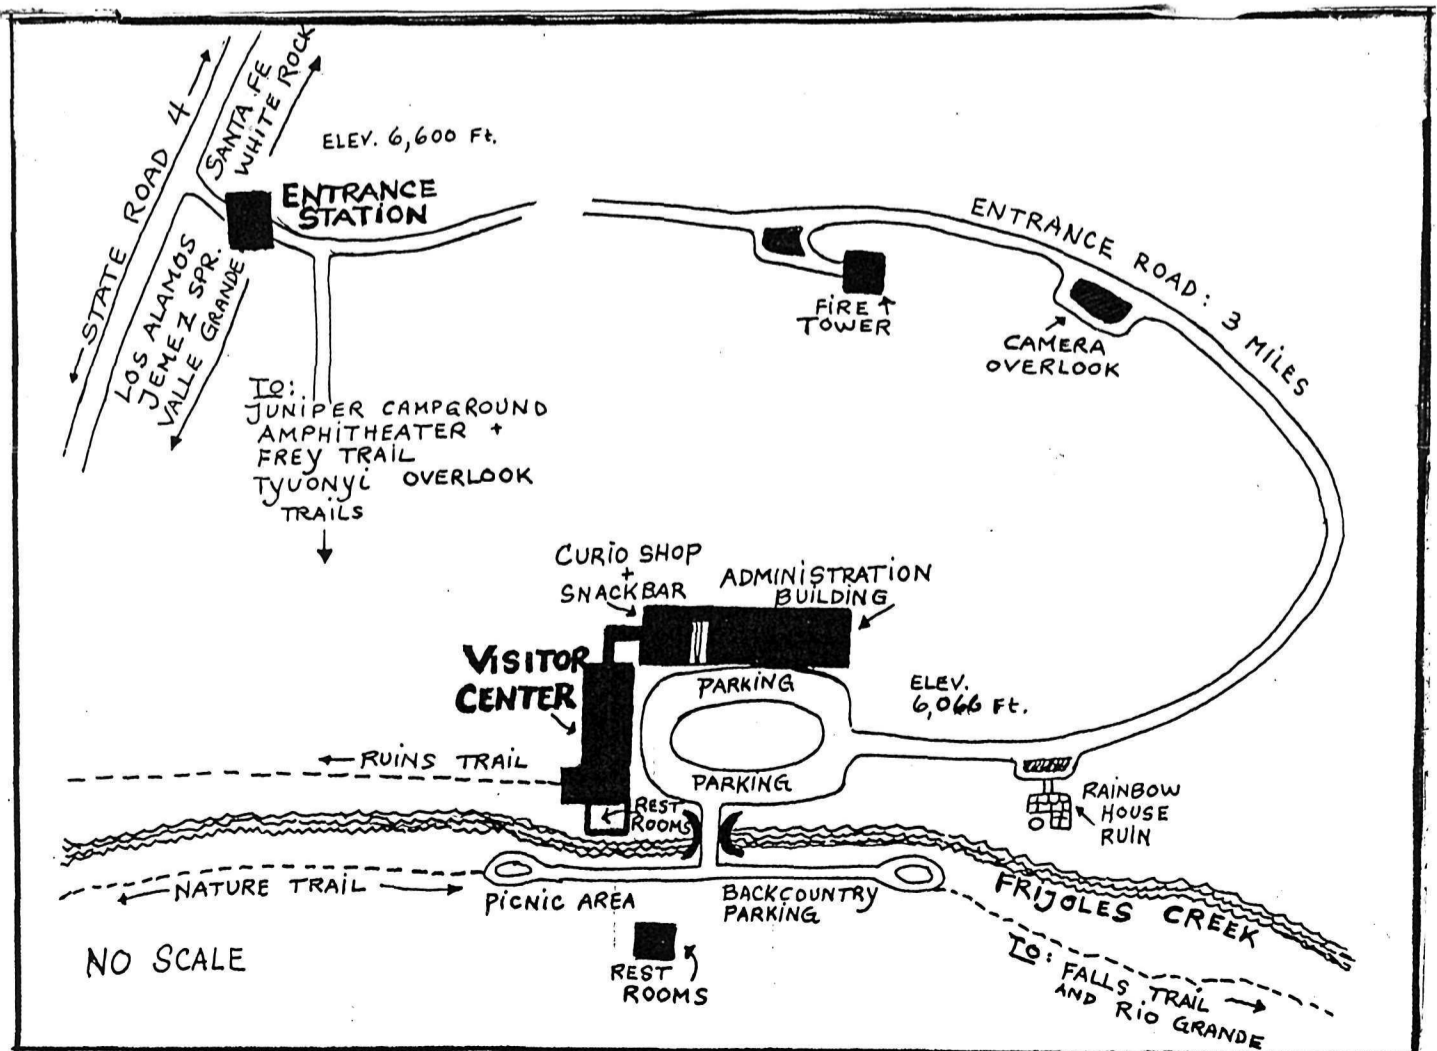 STATE ROAD 4
SANTA FE
WHITE ROCK
ELEV. 6,600 Ft.
ENTRANCE
STATION
LOS ALAMOS
JEMEZ SPR.
VALLE GRANDE
TO:
JUNIPER CAMPGROUND
AMPHITHEATER +
FREY TRAIL
TYUONYI OVERLOOK
TRAILS
ENTRANCE ROAD: 3 MILES
FIRE
TOWER
CAMERA
OVERLOOK
CURIO SHOP
+
SNACKBAR
ADMINISTRATION
BUILDING
VISITOR
CENTER
PARKING
ELEV.
6,066 Ft.
RUINS TRAIL
PARKING
REST
ROOMS
RAINBOW
HOUSE
RUIN
NATURE TRAIL
PICNIC AREA
BACKCOUNTRY
PARKING
FRIJOLES CREEK
NO SCALE
REST
ROOMS
TO: FALLS TRAIL
AND RIO GRANDE